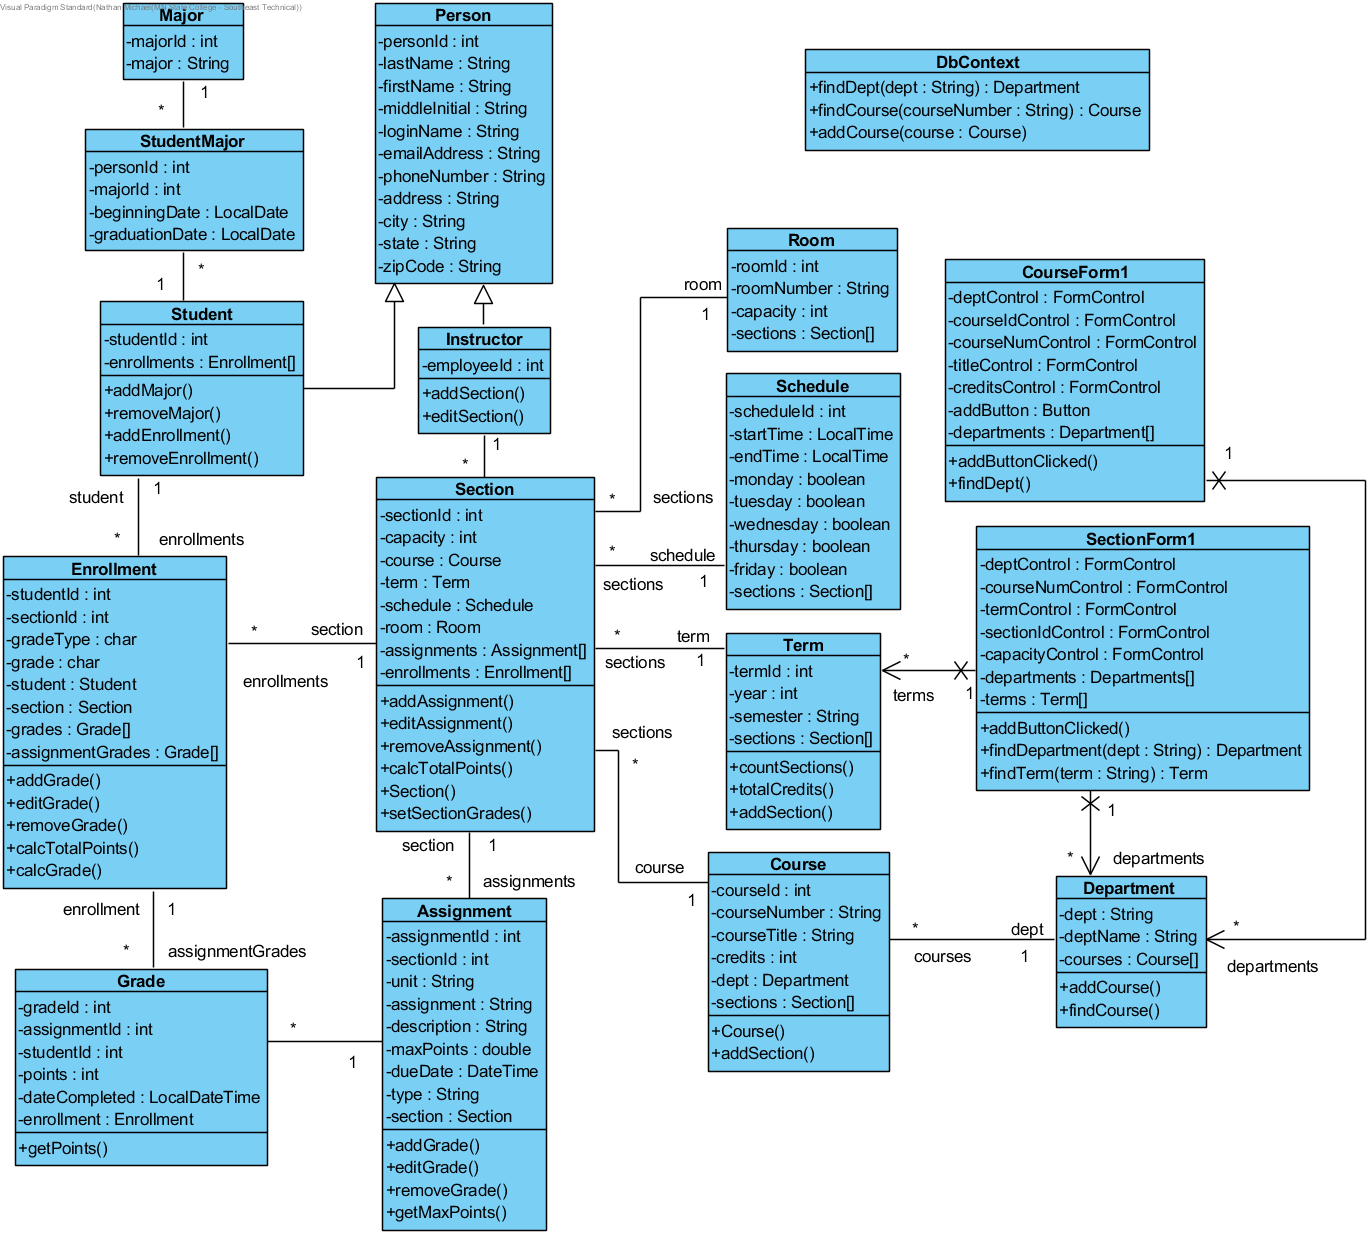 Visual Paradigm Standard(Nathan Michael(
College - Southeast Technical))
Major
-majorId : int
-major : String
1
*
StudentMajor
-personId : int
-majorId : int
-beginningDate : LocalDate
-graduationDate : LocalDate
*
1
Student
-studentId : int
-enrollments : Enrollment[]
+addMajor()
+removeMajor()
+addEnrollment()
+removeEnrollment()
student
1
*
enrollments
Enrollment
-studentId : int
-sectionId : int
-gradeType : char
-grade : char
-student : Student
-section : Section
-grades : Grade[]
-assignmentGrades : Grade[]
+addGrade()
+editGrade()
+removeGrade()
+calcTotalPoints()
+calcGrade()
*
section
1
enrollments
enrollment
1
*
assignmentGrades
Grade
-gradeId : int
-assignmentId : int
-studentId : int
-points : int
-dateCompleted : LocalDateTime
-enrollment : Enrollment
+getPoints()
*
1
Person
-personId : int
-lastName : String
-firstName : String
-middleInitial : String
-loginName : String
-emailAddress : String
-phoneNumber : String
-address : String
-city : String
-state : String
-zipCode : String
Instructor
-employeeId : int
+addSection()
+editSection()
1
*
Section
-sectionId : int
-capacity : int
-course : Course
-term : Term
-schedule : Schedule
-room : Room
-assignments : Assignment[]
-enrollments : Enrollment[]
+addAssignment()
+editAssignment()
+removeAssignment()
+calcTotalPoints()
+Section()
+setSectionGrades()
section
1
*
assignments
Assignment
-assignmentId : int
-sectionId : int
-unit : String
-assignment : String
-description : String
-maxPoints : double
-dueDate : DateTime
-type : String
-section : Section
+addGrade()
+editGrade()
+removeGrade()
+getMaxPoints()
room
1
*
sections
*
schedule
sections
1
*
term
sections
1
sections
*
course
1
Room
-roomId : int
-roomNumber : String
-capacity : int
-sections : Section[]
Schedule
-scheduleId : int
-startTime : LocalTime
-endTime : LocalTime
-monday : boolean
-tuesday : boolean
-wednesday : boolean
-thursday : boolean
-friday : boolean
-sections : Section[]
Term
-termId : int
-year : int
-semester : String
-sections : Section[]
+countSections()
+totalCredits()
+addSection()
Course
-courseId : int
-courseNumber : String
-courseTitle : String
-credits : int
-dept : Department
-sections : Section[]
+Course()
+addSection()
*
dept
courses
1
DbContext
+findDept(dept : String) : Department
+findCourse(courseNumber : String) : Course
+addCourse(course : Course)
CourseForm1
-deptControl : FormControl
-courseIdControl : FormControl
-courseNumControl : FormControl
-titleControl : FormControl
-creditsControl : FormControl
-addButton : Button
-departments : Department[]
+addButtonClicked()
+findDept()
1
SectionForm1
-deptControl : FormControl
-courseNumControl : FormControl
-termControl : FormControl
-sectionIdControl : FormControl
-capacityControl : FormControl
-departments : Departments[]
-terms : Term[]
+addButtonClicked()
+findDepartment(dept : String) : Department
+findTerm(term : String) : Term
*
terms
1
1
*
departments
Department
-dept : String
-deptName : String
-courses : Course[]
+addCourse()
+findCourse()
*
departments